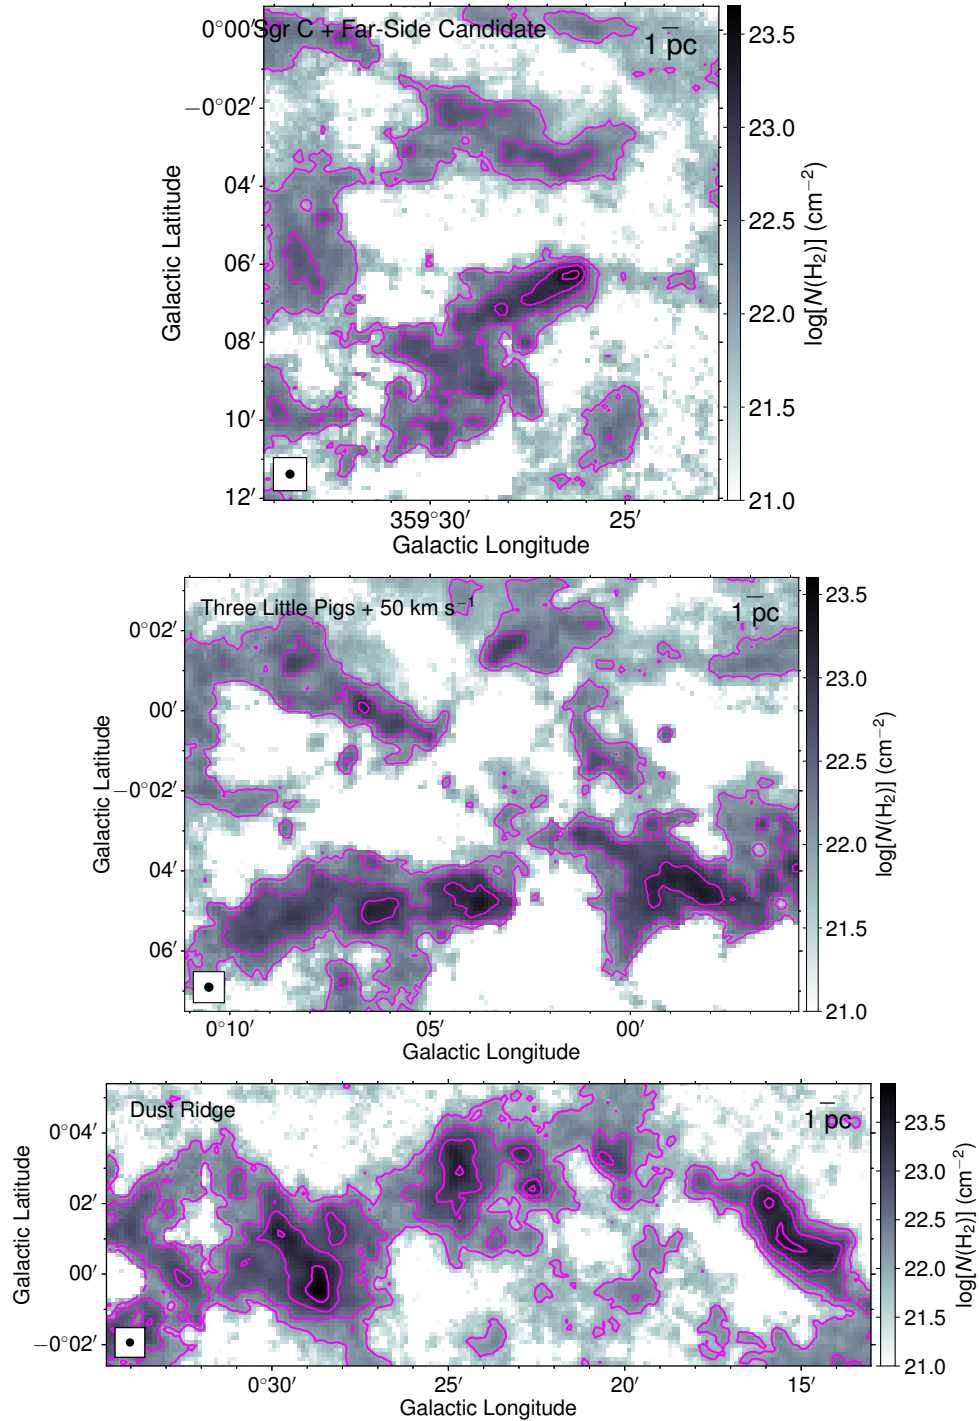 Sgr C + Far-Side Candidate
1 pc
0°00′
−0°02′
04′
06′
08′
10′
12′
Galactic Latitude
359°30′
25′
Galactic Longitude
23.5
23.0
22.5
22.0
21.5
21.0
log[N(H₂)] (cm⁻²)
Three Little Pigs + 50 km s⁻¹
1 pc
0°02′
00′
−0°02′
04′
06′
Galactic Latitude
0°10′
05′
00′
Galactic Longitude
23.5
23.0
22.5
22.0
21.5
21.0
log[N(H₂)] (cm⁻²)
Dust Ridge
1 pc
0°04′
02′
00′
−0°02′
Galactic Latitude
0°30′
25′
20′
15′
Galactic Longitude
23.5
23.0
22.5
22.0
21.5
21.0
log[N(H₂)] (cm⁻²)